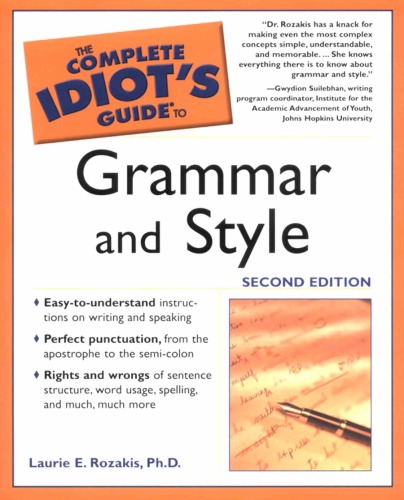 THE
COMPLETE
IDIOT'S
GUIDE® TO
"Dr. Rozakis has a knack for
making even the most complex
concepts simple, understandable,
and memorable. ... She knows
everything there is to know about
grammar and style."
—Gwydion Suilebhan, writing
program coordinator, Institute for the
Academic Advancement of Youth,
Johns Hopkins University
Grammar
and Style
SECOND EDITION
♦ Easy-to-understand instruc-
tions on writing and speaking
♦ Perfect punctuation, from the
apostrophe to the semi-colon
♦ Rights and wrongs of sentence
structure, word usage, spelling,
and much, much more
Laurie E. Rozakis, Ph.D.